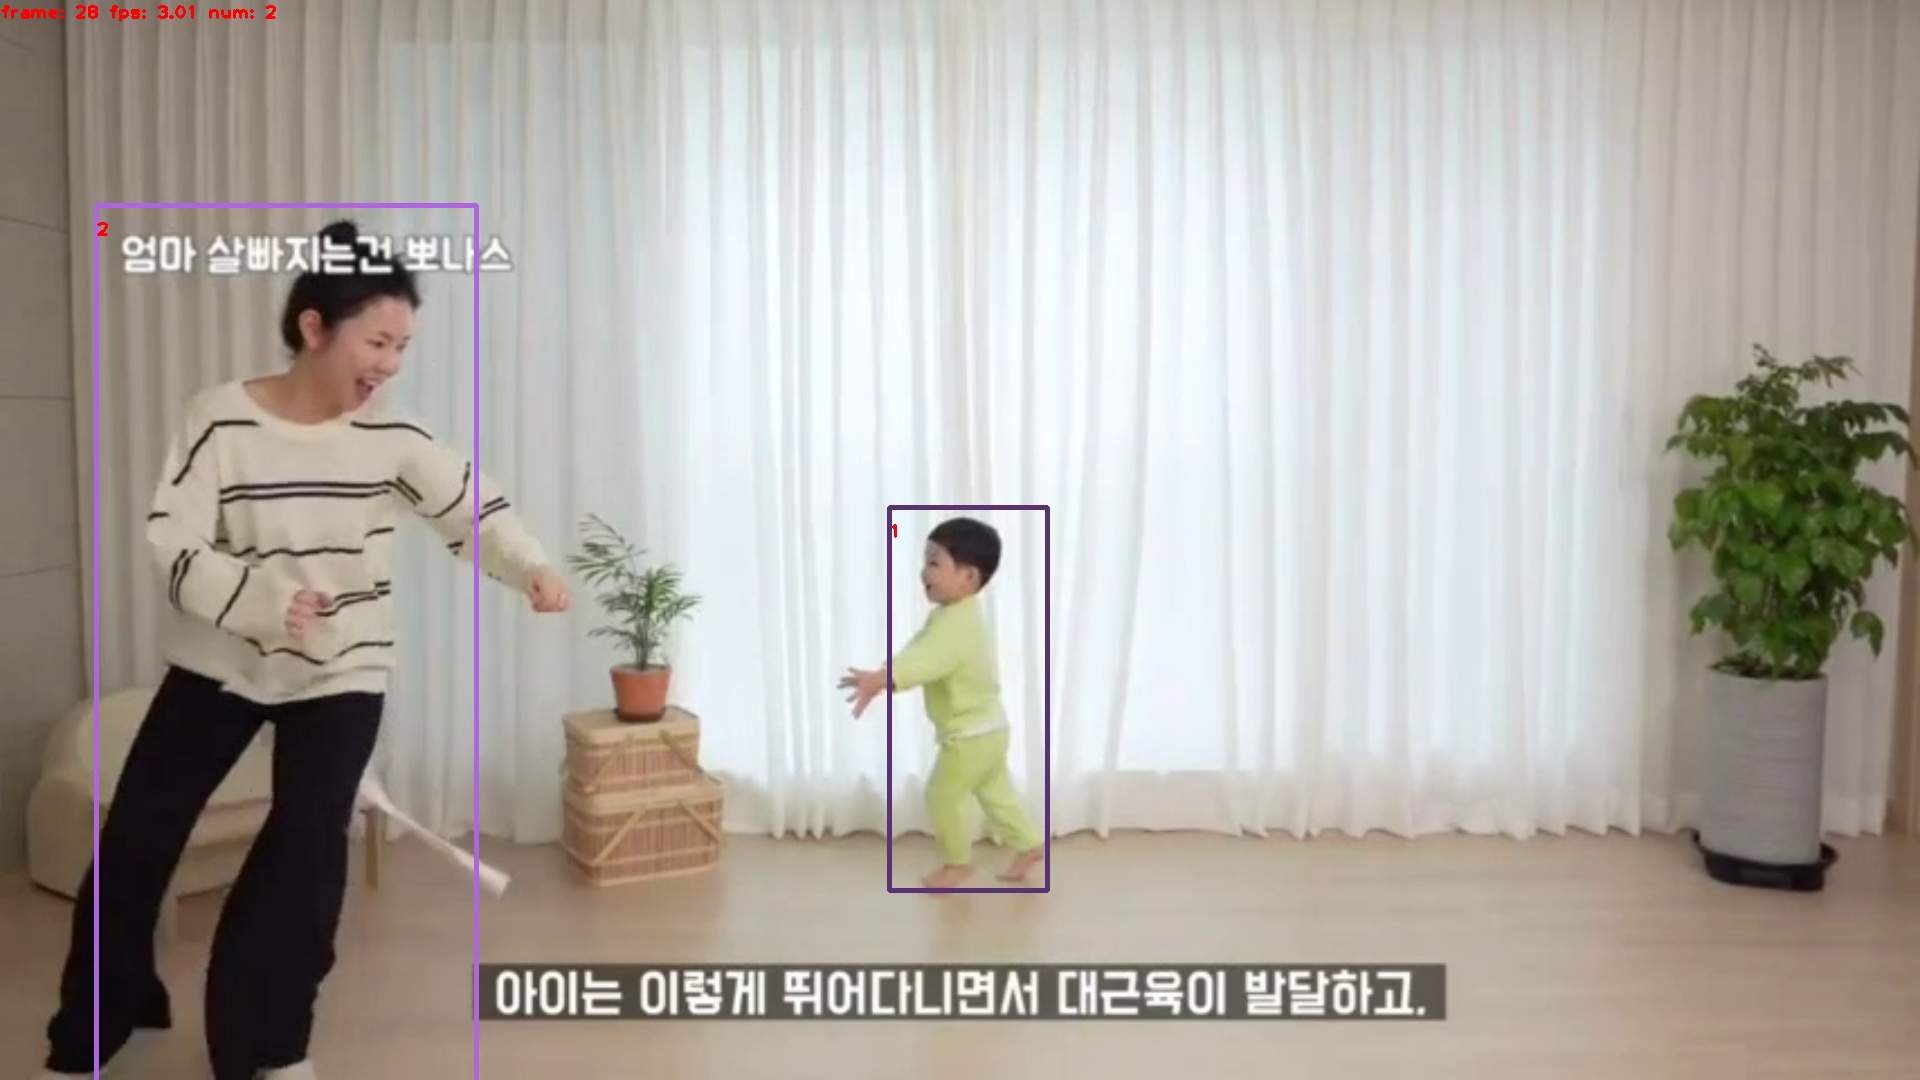 frame: 28 fps: 3.01 num: 2
2
엄마 살빠지는건 뽀나스
1
아이는 이렇게 뛰어다니면서 대근육이 발달하고,